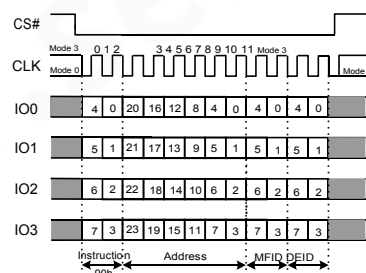 CS#
Mode 3 0 1 2 3 4 5 6 7 8 9 10 11 Mode 3
CLK
Mode 0 Mode
IO0 4 0 20 16 12 8 4 0 4 0 4 0
IO1 5 1 21 17 13 9 5 1 5 1 5 1
IO2 6 2 22 18 14 10 6 2 6 2 6 2
IO3 7 3 23 19 15 11 7 3 7 3 7 3
Instruction Address MFID DEID